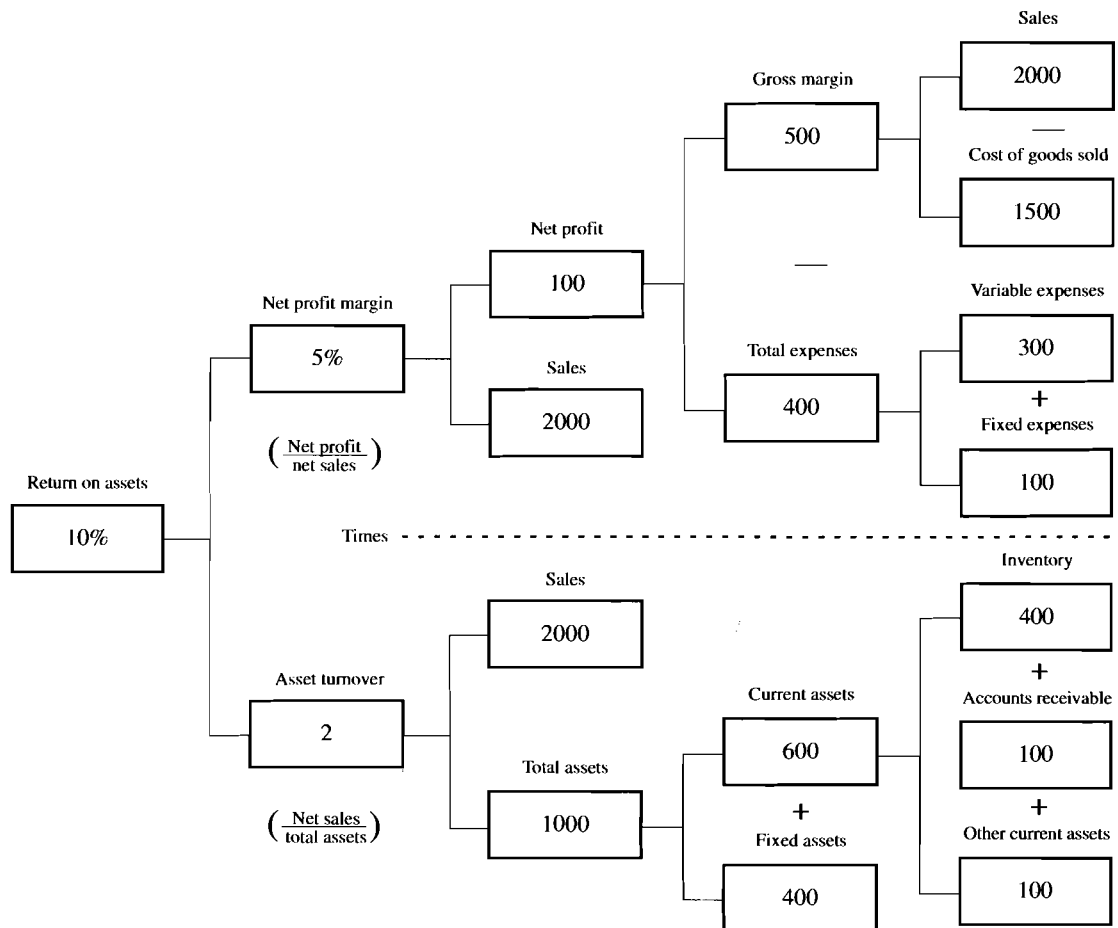 Sales
2000
Gross margin
500
—
Cost of goods sold
1500
Net profit
100
—
Variable expenses
300
Net profit margin
5%
Total expenses
400
+
Sales
2000
Fixed expenses
100
(Net profit
net sales)
Return on assets
10%
Times
Inventory
400
Sales
2000
+
Asset turnover
2
Current assets
600
Accounts receivable
100
Total assets
1000
+
+
(Net sales
total assets)
Fixed assets
400
Other current assets
100